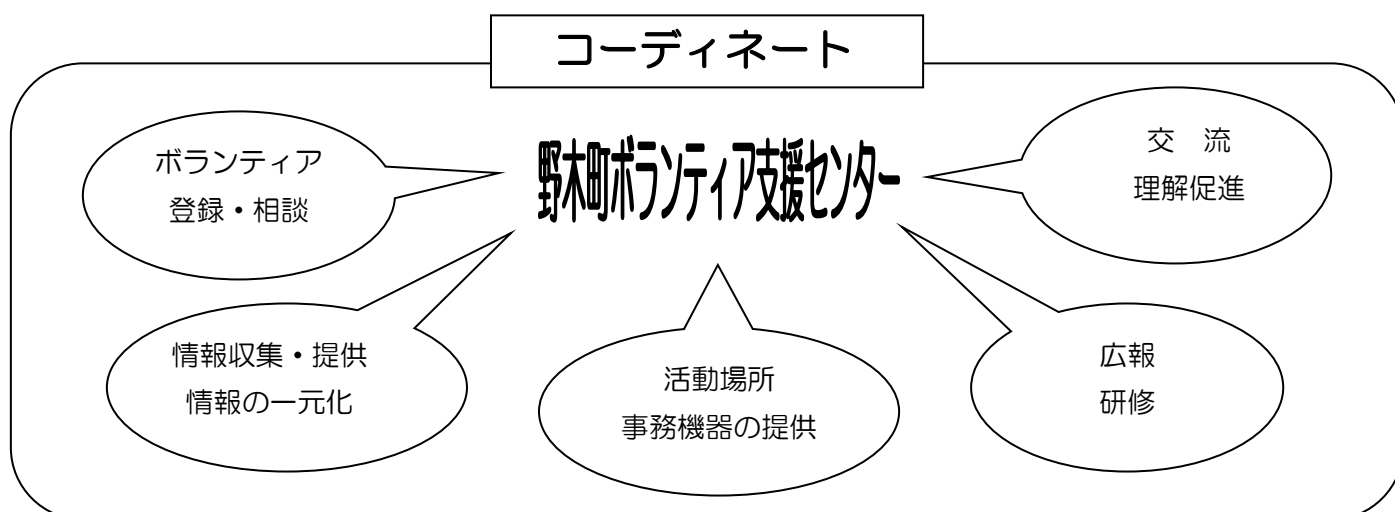 コーディネート
野木町ボランティア支援センター
ボランティア
登録・相談
交　流
理解促進
情報収集・提供
情報の一元化
活動場所
事務機器の提供
広報
研修